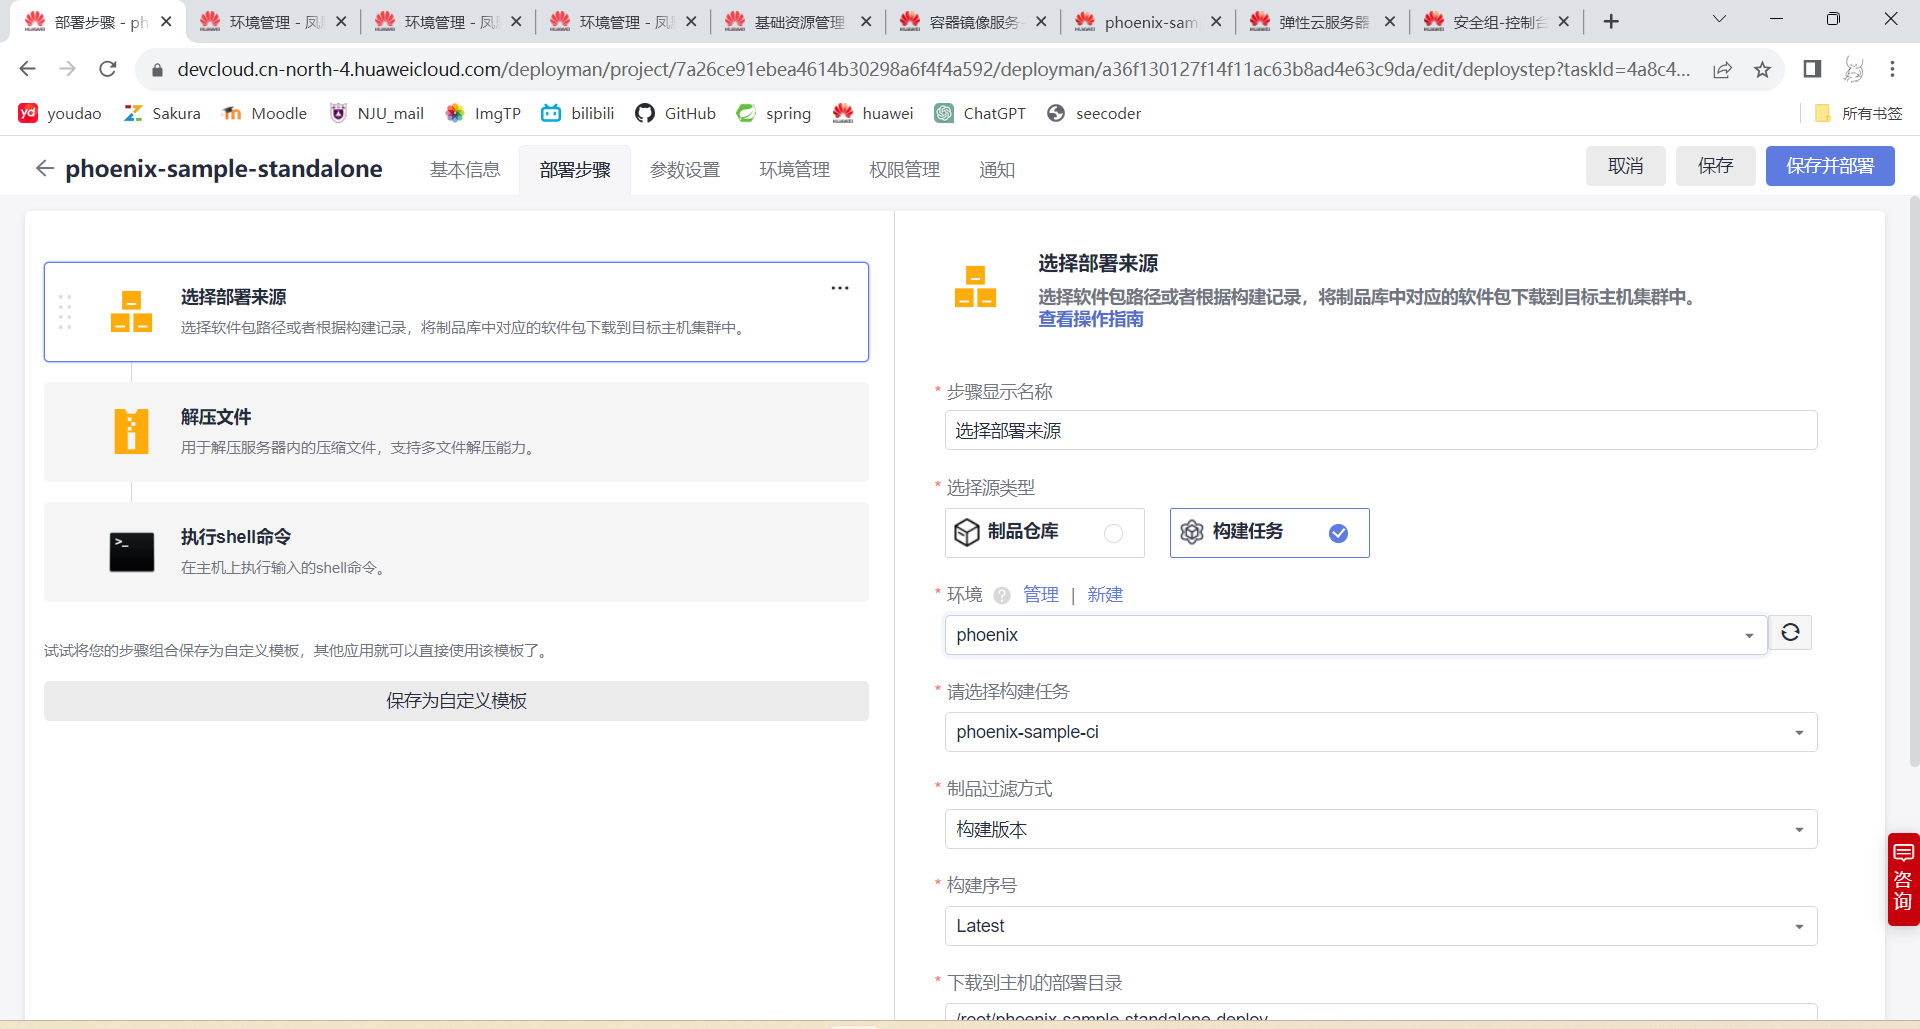 部署步骤 - ph
环境管理 - 凤
环境管理 - 凤
环境管理 - 凤
基础资源管理
容器镜像服务-
phoenix-sam
弹性云服务器
安全组-控制台
devcloud.cn-north-4.huaweicloud.com/deployman/project/7a26ce91ebea4614b30298a6f4f4a592/deployman/a36f130127f14f11ac63b8ad4e63c9da/edit/deploystep?taskId=4a8c4...
youdao
Sakura
Moodle
NJU_mail
ImgTP
bilibili
GitHub
spring
huawei
ChatGPT
seecoder
所有书签
phoenix-sample-standalone
基本信息
部署步骤
参数设置
环境管理
权限管理
通知
取消
保存
保存并部署
选择部署来源
选择软件包路径或者根据构建记录，将制品库中对应的软件包下载到目标主机集群中。
解压文件
用于解压服务器内的压缩文件，支持多文件解压能力。
执行shell命令
在主机上执行输入的shell命令。
试试将您的步骤组合保存为自定义模板，其他应用就可以直接使用该模板了。
保存为自定义模板
选择部署来源
选择软件包路径或者根据构建记录，将制品库中对应的软件包下载到目标主机集群中。
查看操作指南
* 步骤显示名称
选择部署来源
* 选择源类型
制品仓库
构建任务
* 环境 ? 管理 | 新建
phoenix
* 请选择构建任务
phoenix-sample-ci
* 制品过滤方式
构建版本
* 构建序号
Latest
* 下载到主机的部署目录
/root/phoenix-sample-standalone-deploy
咨询